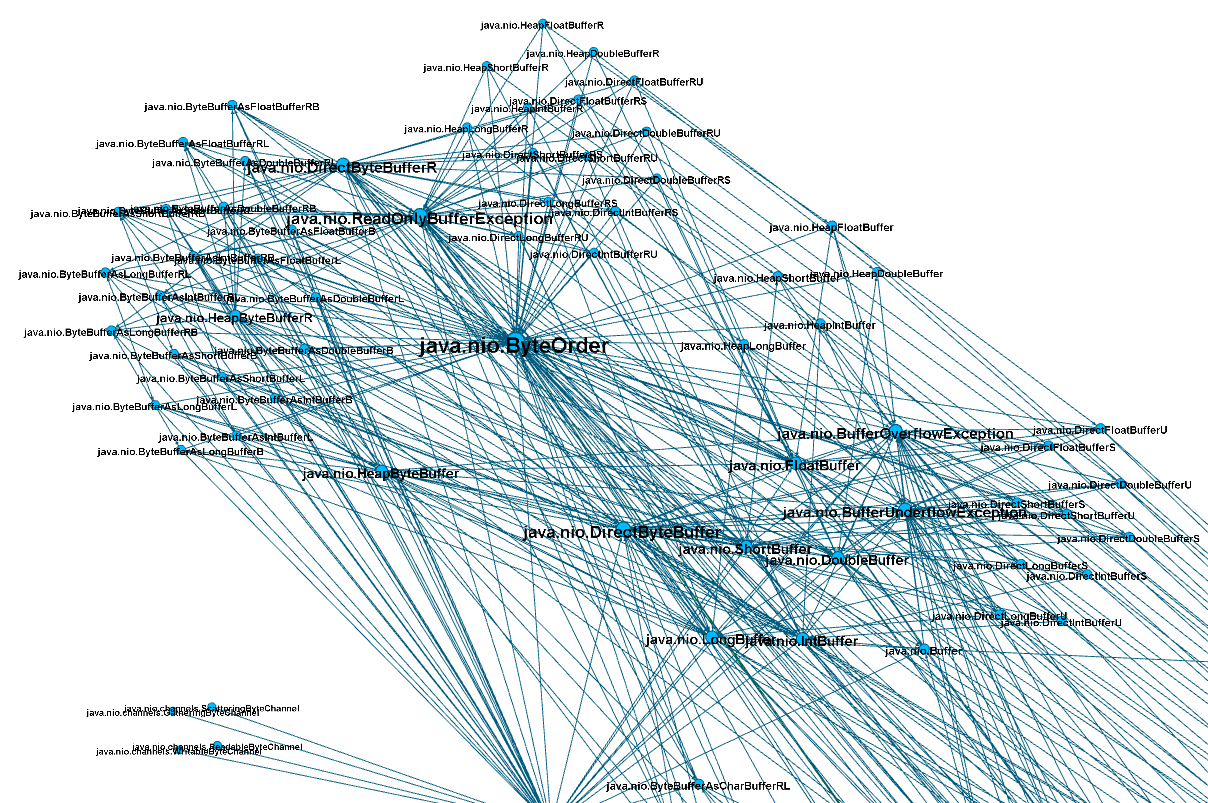 java.nio.HeapFloatBufferR
java.nio.HeapDoubleBufferR
java.nio.HeapShortBufferR
java.nio.DirectFloatBufferRU
java.nio.DirectFloatBufferRS
java.nio.ByteBufferAsFloatBufferRB
java.nio.HeapIntBufferR
java.nio.HeapLongBufferR
java.nio.DirectDoubleBufferRU
java.nio.ByteBufferAsFloatBufferRL
java.nio.DirectShortBufferRS
java.nio.DirectShortBufferRU
java.nio.ByteBufferAsDoubleBufferRL
java.nio.DirectByteBufferR
java.nio.DirectDoubleBufferRS
java.nio.DirectLongBufferRS
java.nio.ByteBufferAsDoubleBufferRB
java.nio.ByteBufferAsShortBufferRB
java.nio.DirectIntBufferRS
java.nio.ReadOnlyBufferException
java.nio.HeapFloatBuffer
java.nio.ByteBufferAsFloatBufferB
java.nio.DirectLongBufferRU
java.nio.DirectIntBufferRU
java.nio.ByteBufferAsIntBufferRB
java.nio.ByteBufferAsFloatBufferL
java.nio.ByteBufferAsLongBufferRL
java.nio.HeapDoubleBuffer
java.nio.HeapShortBuffer
java.nio.ByteBufferAsIntBufferRL
java.nio.ByteBufferAsDoubleBufferL
java.nio.HeapByteBufferR
java.nio.HeapIntBuffer
java.nio.ByteBufferAsLongBufferRB
java.nio.ByteOrder
java.nio.HeapLongBuffer
java.nio.ByteBufferAsDoubleBufferB
java.nio.ByteBufferAsShortBufferB
java.nio.ByteBufferAsShortBufferL
java.nio.ByteBufferAsIntBufferB
java.nio.ByteBufferAsLongBufferL
java.nio.DirectFloatBufferU
java.nio.BufferOverflowException
java.nio.ByteBufferAsIntBufferL
java.nio.DirectFloatBufferS
java.nio.ByteBufferAsLongBufferB
java.nio.FloatBuffer
java.nio.HeapByteBuffer
java.nio.DirectDoubleBufferU
java.nio.DirectShortBufferS
java.nio.BufferUnderflowException
java.nio.DirectShortBufferU
java.nio.DirectByteBuffer
java.nio.DirectDoubleBufferS
java.nio.ShortBuffer
java.nio.DoubleBuffer
java.nio.DirectLongBufferS
java.nio.DirectIntBufferS
java.nio.DirectLongBufferU
java.nio.DirectIntBufferU
java.nio.LongBuffer
java.nio.IntBuffer
java.nio.Buffer
java.nio.channels.ScatteringByteChannel
java.nio.channels.GatheringByteChannel
java.nio.channels.ReadableByteChannel
java.nio.channels.WritableByteChannel
java.nio.ByteBufferAsCharBufferRL